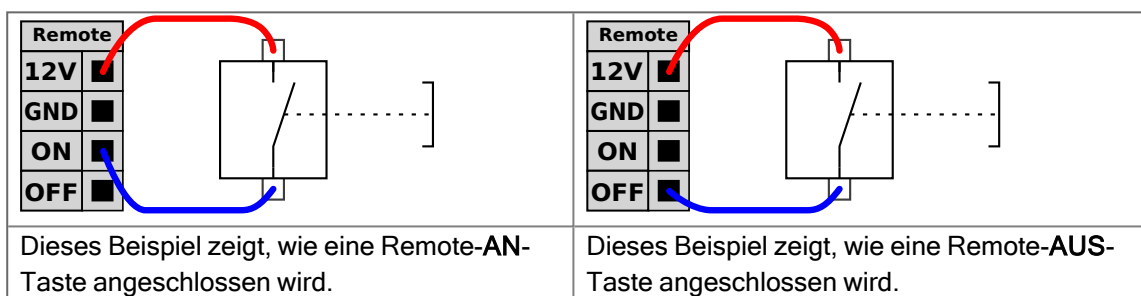 Remote
12V
GND
ON
OFF
Dieses Beispiel zeigt, wie eine Remote-AN-
Taste angeschlossen wird.
Remote
12V
GND
ON
OFF
Dieses Beispiel zeigt, wie eine Remote-AUS-
Taste angeschlossen wird.